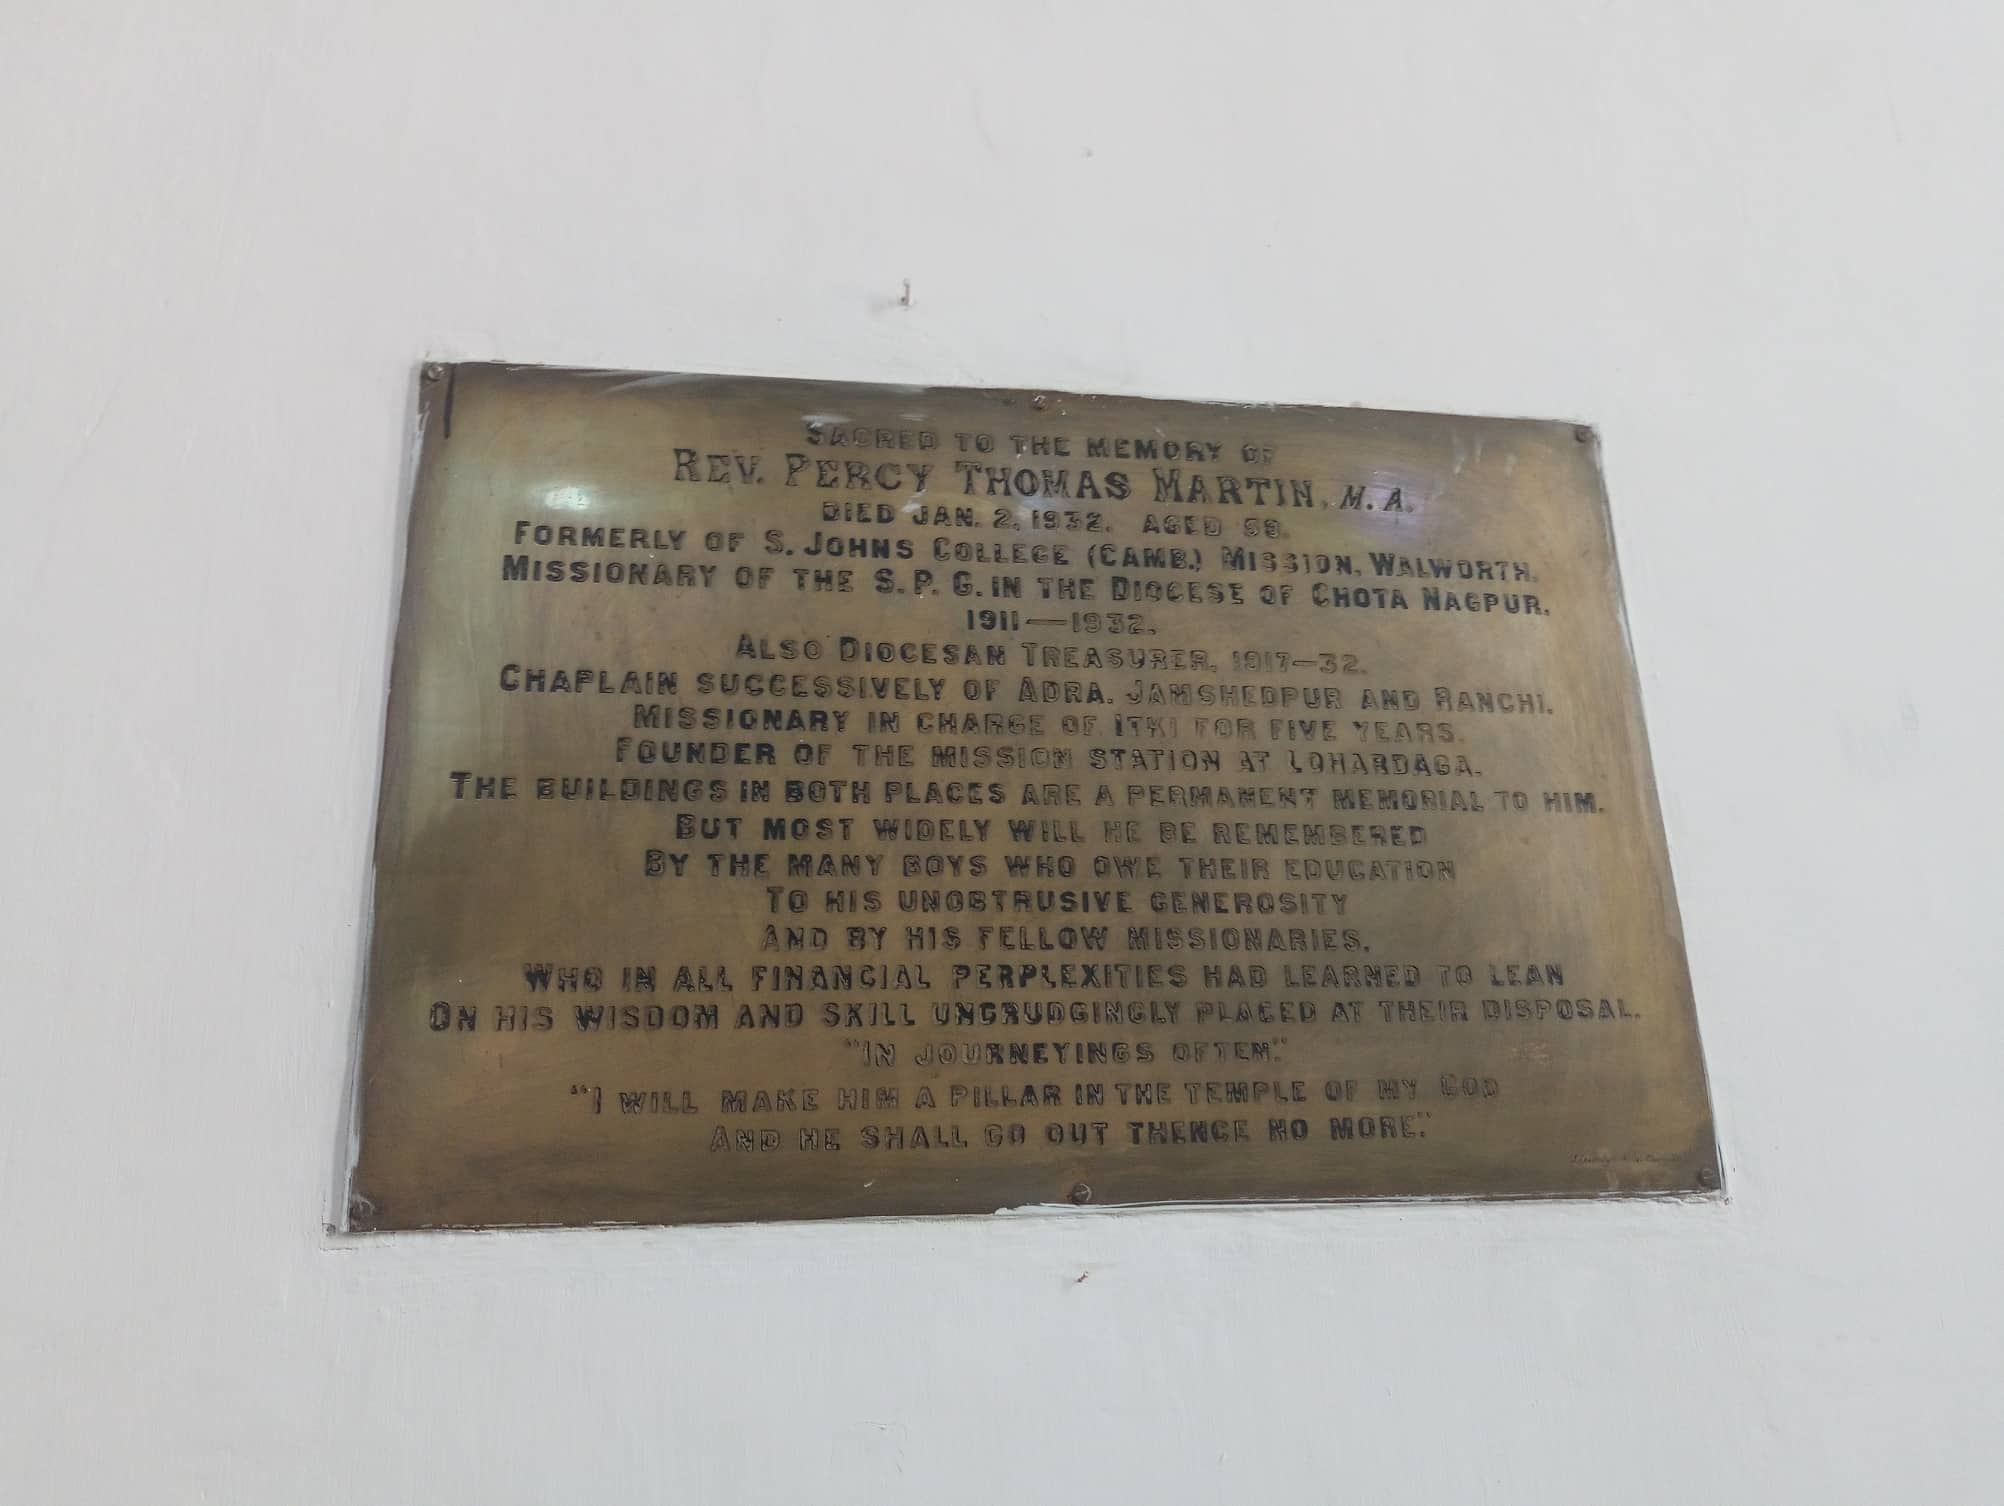 SACRED TO THE MEMORY OF
REV. PERCY THOMAS MARTIN, M. A.
DIED JAN. 2, 1932. AGED
FORMERLY OF S. JOHNS COLLEGE (CAMB.) MISSION, WALWORTH.
MISSIONARY OF THE S. P. G. IN THE DIOCESE OF CHOTA NAGPUR.
1911—1932.
ALSO DIOCESAN TREASURER, 1917—32.
CHAPLAIN SUCCESSIVELY OF ADRA, JAMSHEDPUR AND RANCHI.
MISSIONARY IN CHARGE OF ITKI FOR FIVE YEARS.
FOUNDER OF THE MISSION STATION AT LOHARDAGA.
THE BUILDINGS IN BOTH PLACES ARE A PERMANENT MEMORIAL TO HIM.
BUT MOST WIDELY WILL HE BE REMEMBERED
BY THE MANY BOYS WHO OWE THEIR EDUCATION
TO HIS UNOBTRUSIVE GENEROSITY
AND BY HIS FELLOW MISSIONARIES,
WHO IN ALL FINANCIAL PERPLEXITIES HAD LEARNED TO LEAN
ON HIS WISDOM AND SKILL UNGRUDGINGLY PLACED AT THEIR DISPOSAL.
"IN JOURNEYINGS OFTEN."
"I WILL MAKE HIM A PILLAR IN THE TEMPLE OF MY GOD
AND HE SHALL GO OUT THENCE NO MORE."